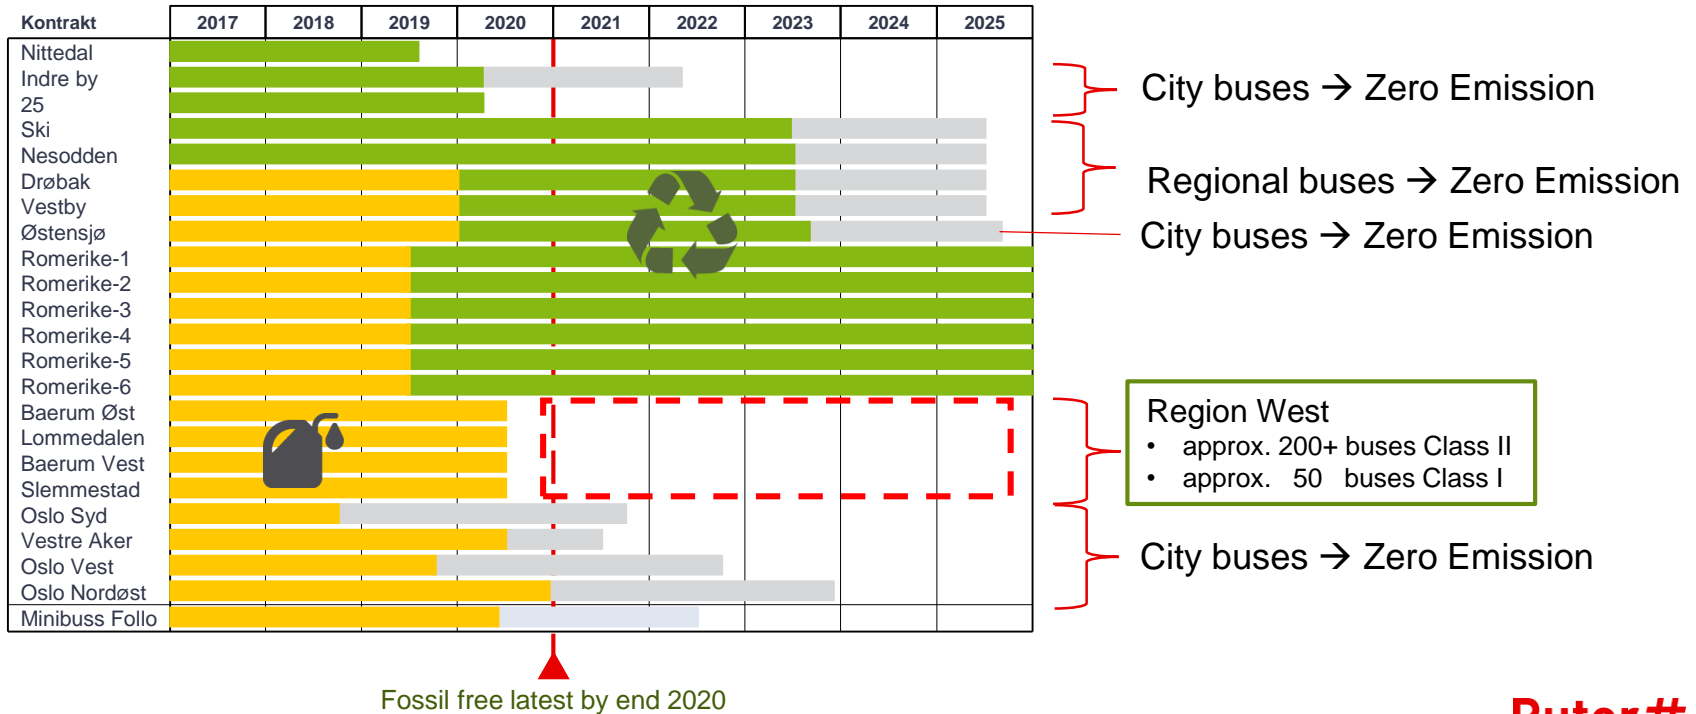 Kontrakt 2017 2018 2019 2020 2021 2022 2023 2024 2025
Nittedal
Indre by
25
Ski
Nesodden
Drøbak
Vestby
Østensjø
Romerike-1
Romerike-2
Romerike-3
Romerike-4
Romerike-5
Romerike-6
Baerum Øst
Lommedalen
Baerum Vest
Slemmestad
Oslo Syd
Vestre Aker
Oslo Vest
Oslo Nordøst
Minibuss Follo
City buses → Zero Emission
Regional buses → Zero Emission
City buses → Zero Emission
Region West
• approx. 200+ buses Class II
• approx. 50 buses Class I
City buses → Zero Emission
Fossil free latest by end 2020